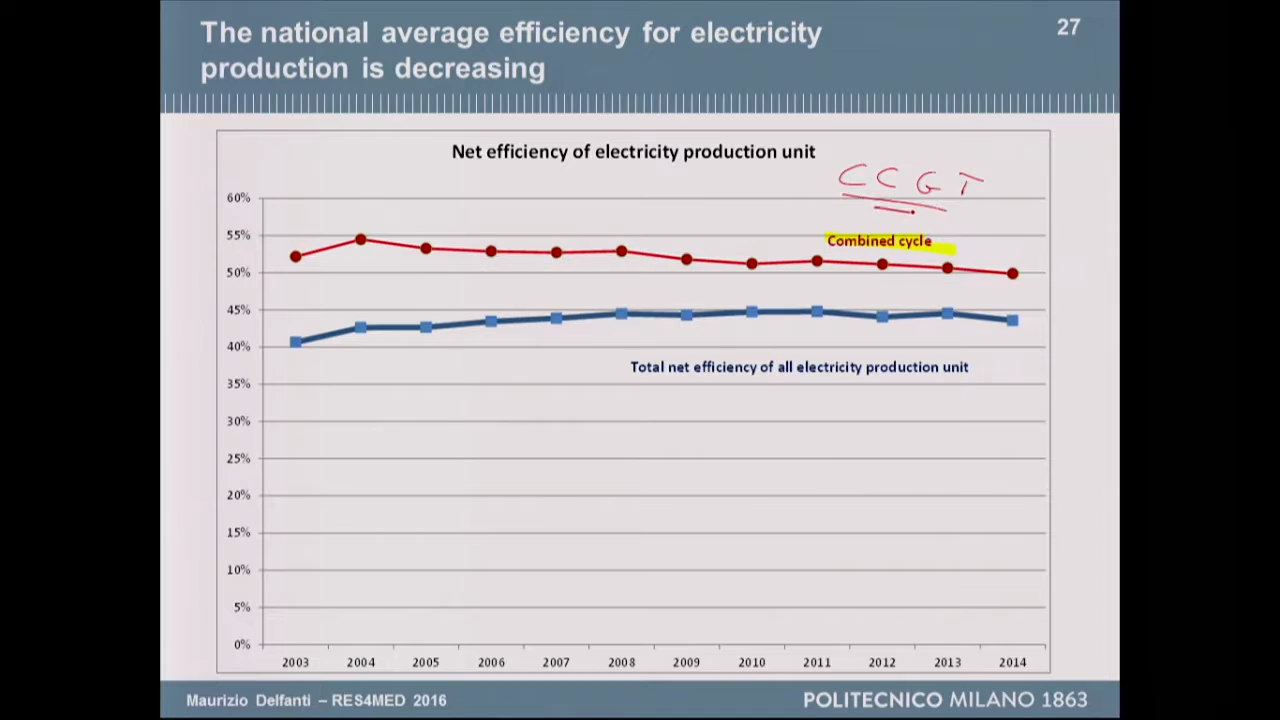 The national average efficiency for electricity
production is decreasing
27
Net efficiency of electricity production unit
CCGT
60%
55%
50%
45%
40%
35%
30%
25%
20%
15%
10%
5%
0%
Combined cycle
Total net efficiency of all electricity production unit
2003 2004 2005 2006 2007 2008 2009 2010 2011 2012 2013 2014
Maurizio Delfanti – RES4MED 2016
POLITECNICO MILANO 1863